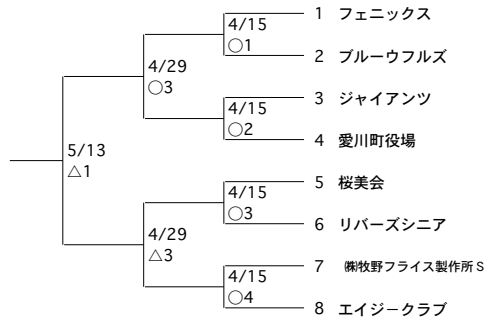 1 フェニックス
4/15
○1
2 ブルーウフルズ
4/29
○3
3 ジャイアンツ
4/15
○2
4 愛川町役場
5/13
△1
5 桜美会
4/15
○3
6 リバーズシニア
4/29
△3
7 ㈱牧野フライス製作所S
4/15
○4
8 エイジークラブ